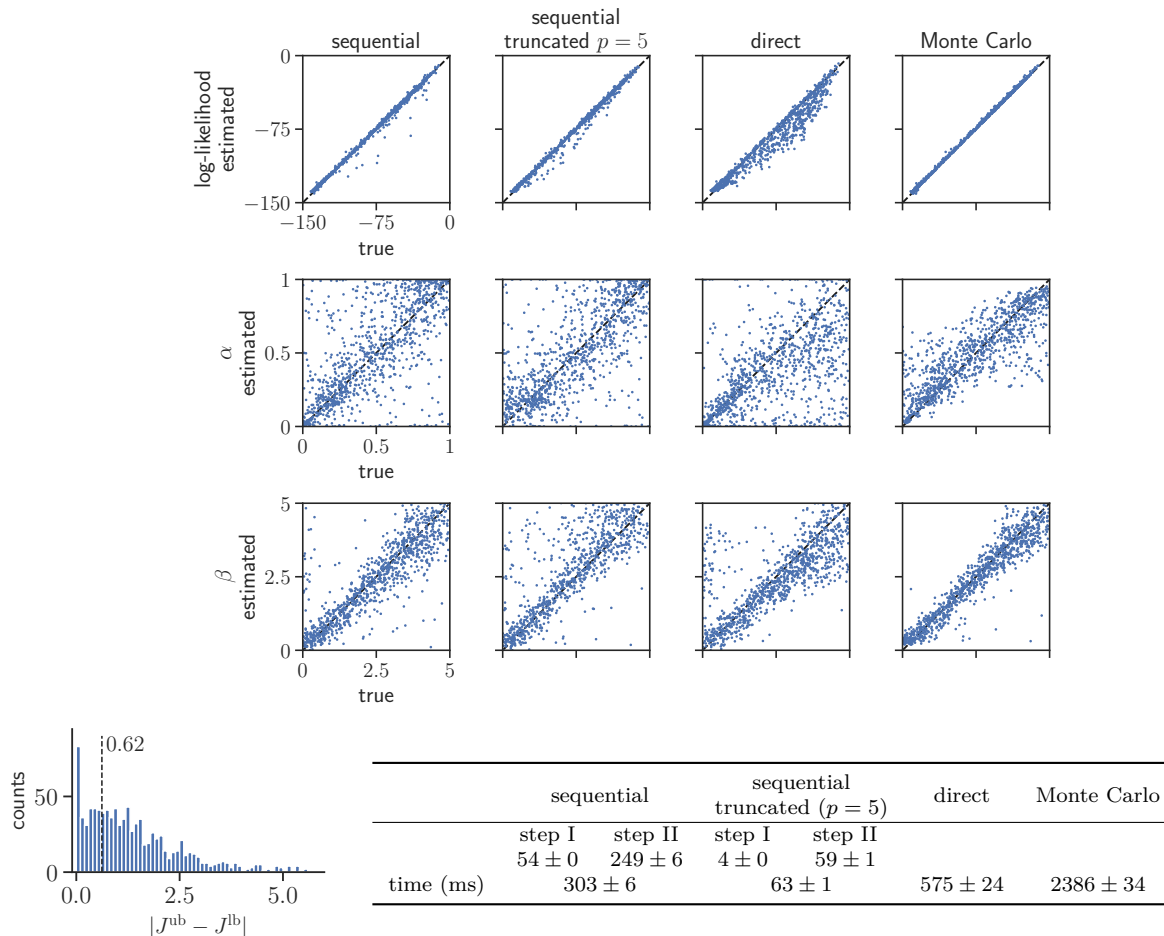 sequential
sequential
truncated p = 5
direct
Monte Carlo
log-likelihood
estimated
0
−75
−150
−150
−75
0
true
α
estimated
1
0.5
0
0
0.5
1
true
β
estimated
5
2.5
0
0
2.5
5
true
counts
50
0
0.62
0.0
2.5
5.0
|J^ub − J^lb|
sequential
sequential
truncated (p = 5)
direct
Monte Carlo
step I step II step I step II
54 ± 0 249 ± 6 4 ± 0 59 ± 1
time (ms) 303 ± 6 63 ± 1 575 ± 24 2386 ± 34